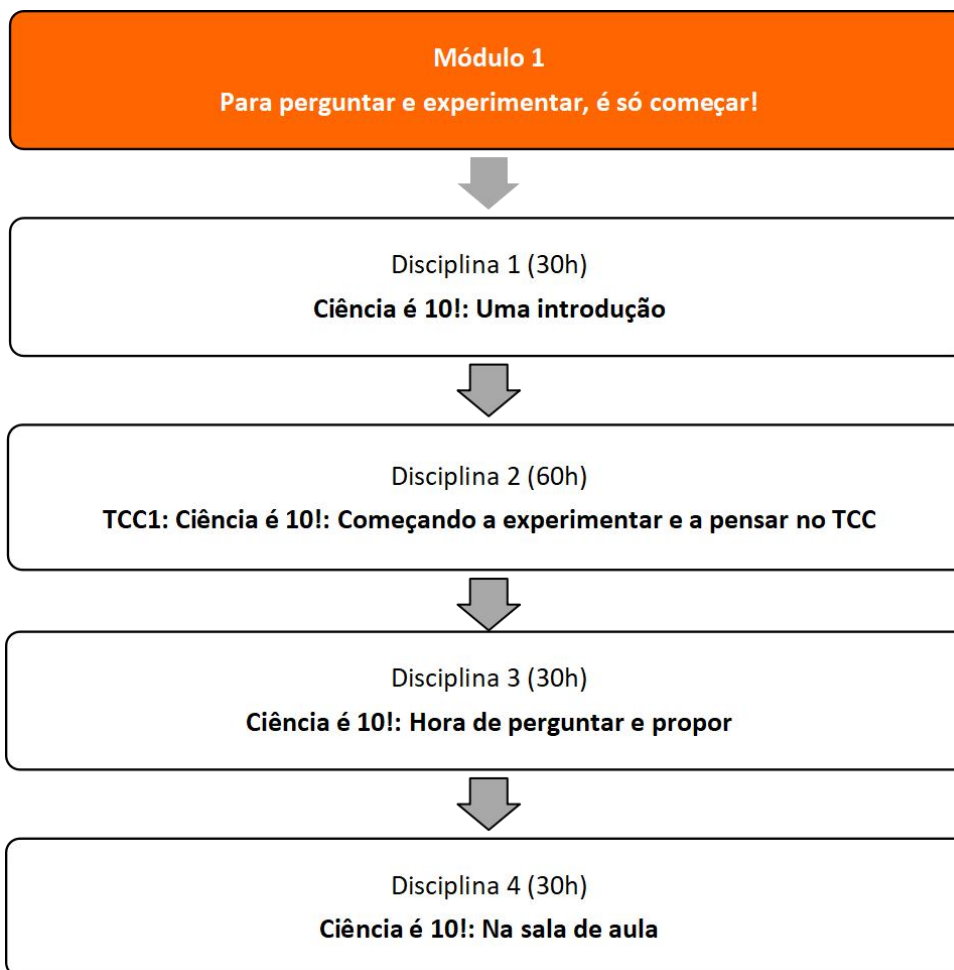 Módulo 1
Para perguntar e experimentar, é só começar!
Disciplina 1 (30h)
Ciência é 10!: Uma introdução
Disciplina 2 (60h)
TCC1: Ciência é 10!: Começando a experimentar e a pensar no TCC
Disciplina 3 (30h)
Ciência é 10!: Hora de perguntar e propor
Disciplina 4 (30h)
Ciência é 10!: Na sala de aula